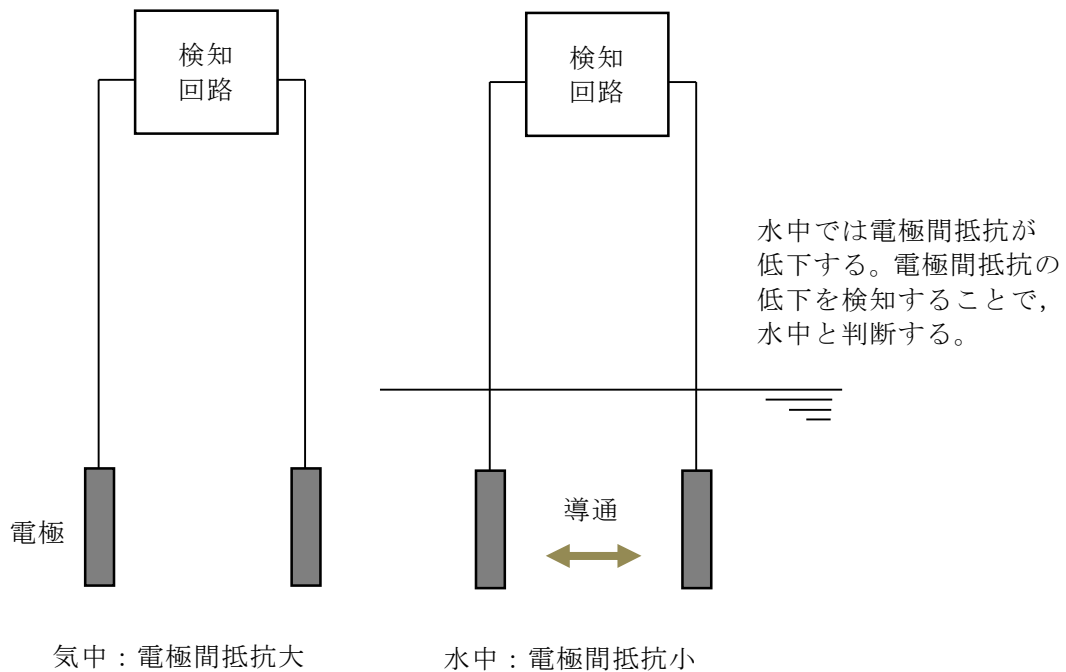 検知
回路
検知
回路
水中では電極間抵抗が
低下する。電極間抵抗の
低下を検知することで,
水中と判断する。
電極
導通
気中：電極間抵抗大
水中：電極間抵抗小